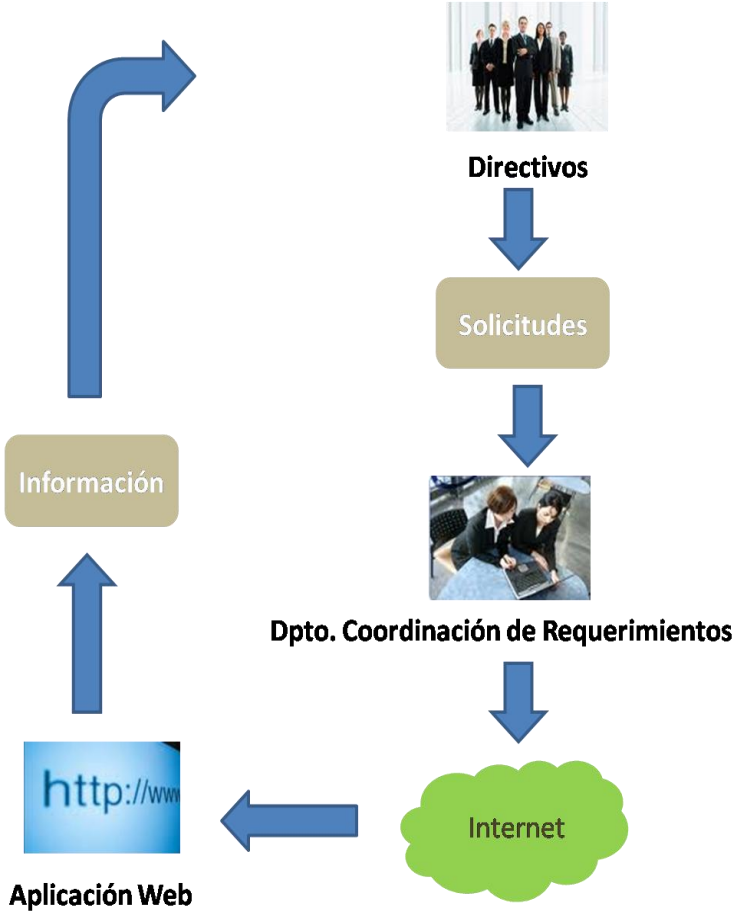 Directivos
Solicitudes
Información
Dpto. Coordinación de Requerimientos
http://www
Internet
Aplicación Web